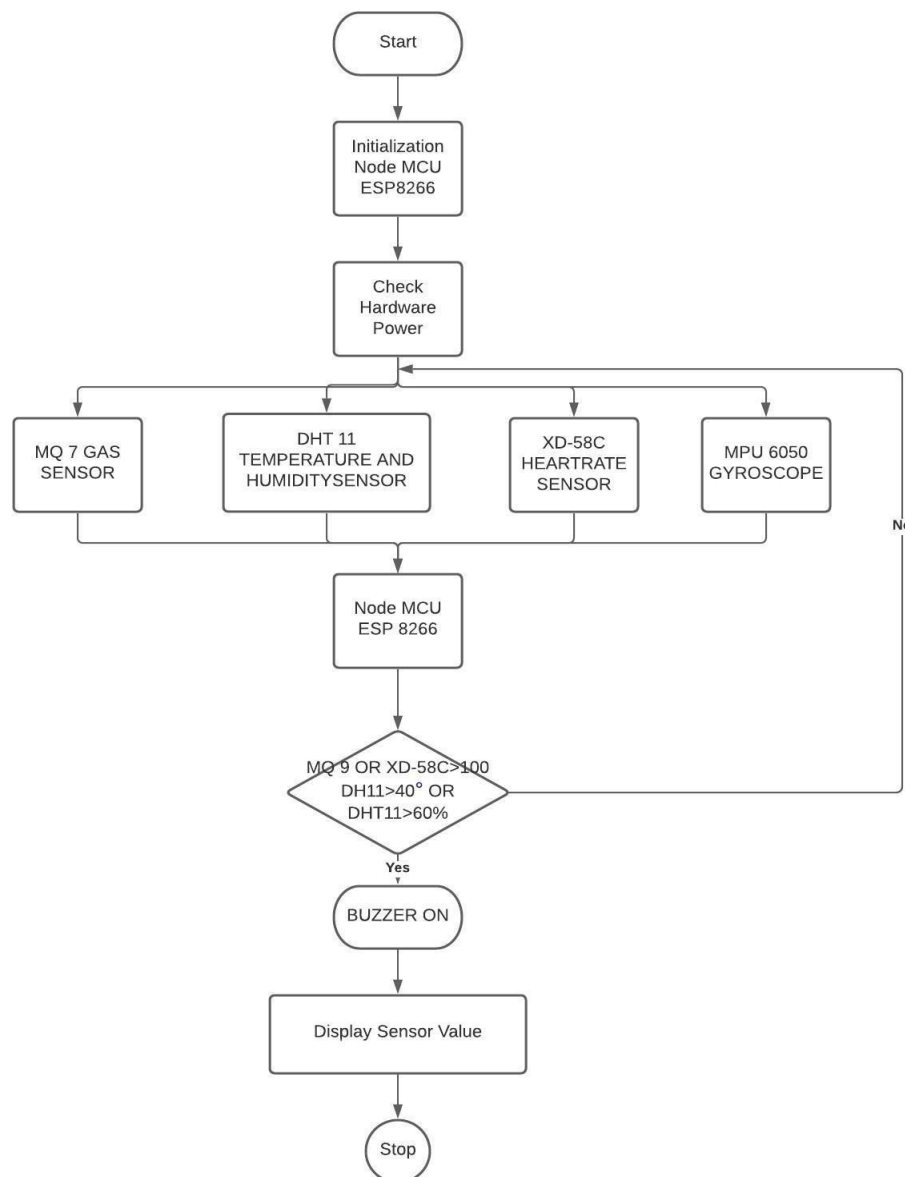 Start
Initialization
Node MCU
ESP8266
Check
Hardware
Power
MQ 7 GAS
SENSOR
DHT 11
TEMPERATURE AND
HUMIDITYSENSOR
XD-58C
HEARTRATE
SENSOR
MPU 6050
GYROSCOPE
Node MCU
ESP 8266
MQ 9 OR XD-58C>100
DH11>40° OR
DHT11>60%
No
Yes
BUZZER ON
Display Sensor Value
Stop